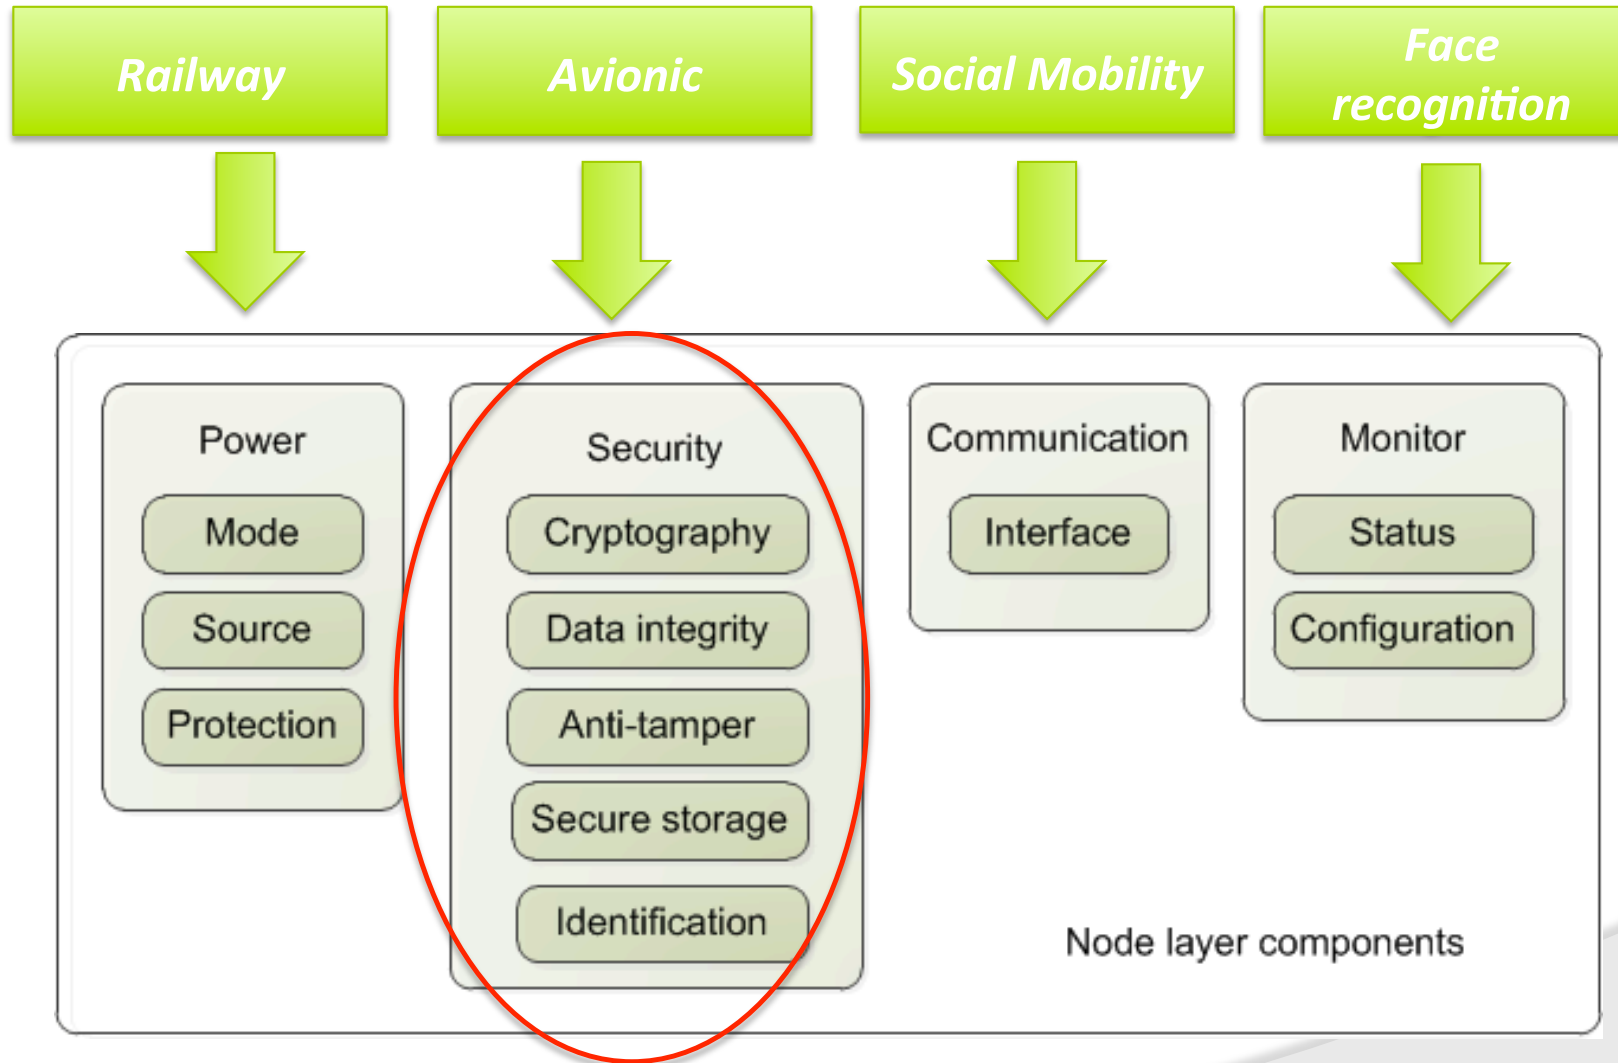 Railway
Avionic
Social Mobility
Face
recognition
Power
Mode
Source
Protection
Security
Cryptography
Data integrity
Anti-tamper
Secure storage
Identification
Communication
Interface
Monitor
Status
Configuration
Node layer components